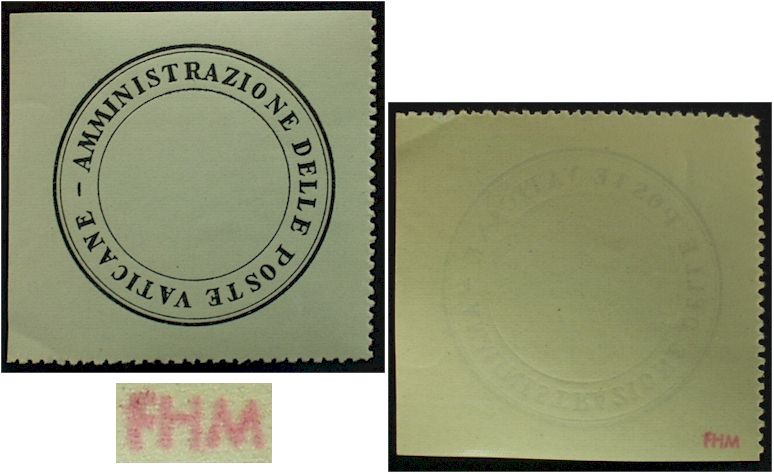 AMMINISTRAZIONE DELLE POSTE VATICANE –
FHM
FHM